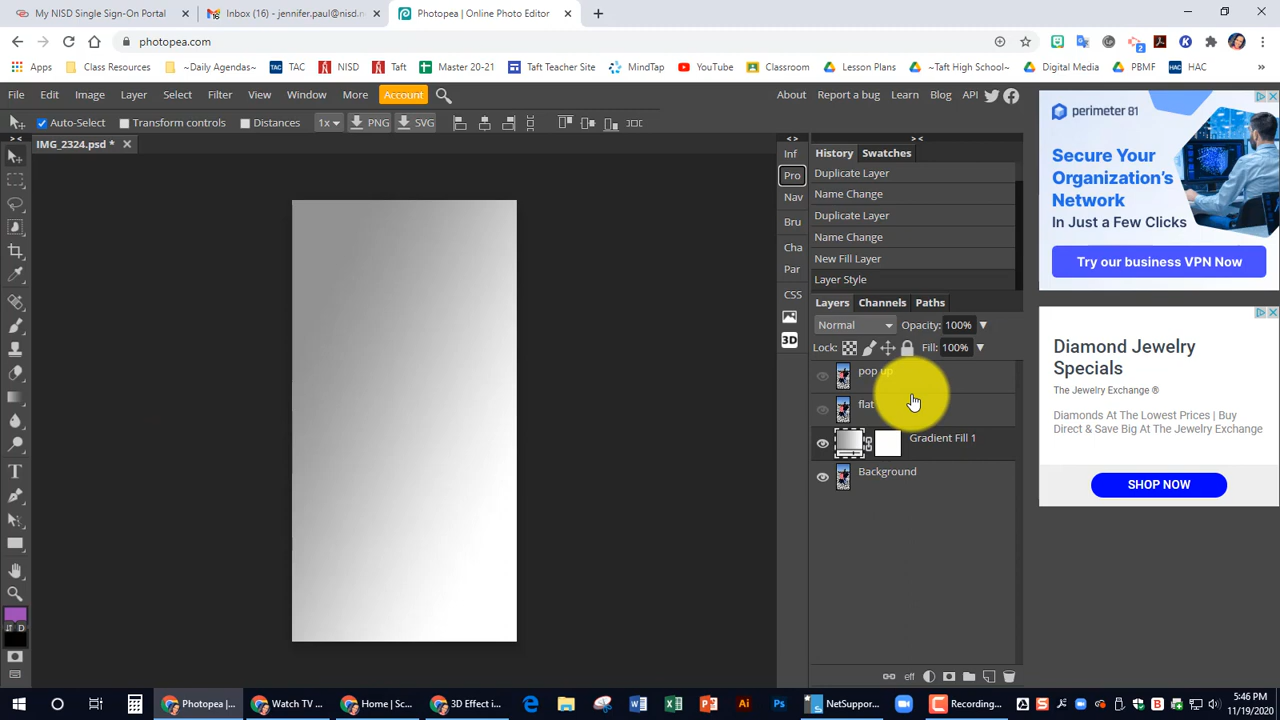 My NISD Single Sign-On Portal
Inbox (16) - jennifer.paul@nisd.n
Photopea | Online Photo Editor
photopea.com
2
Apps
Class Resources
~Daily Agendas~
TAC
NISD
Taft
Master 20-21
Taft Teacher Site
MindTap
YouTube
Classroom
Lesson Plans
~Taft High School~
Digital Media
PBMF
HAC
File Edit Image Layer Select Filter View Window More Account
About Report a bug Learn Blog API
Auto-Select Transform controls Distances 1x PNG SVG
IMG_2324.psd *
Inf
Pro
Nav
Bru
Cha
Par
CSS
3D
History Swatches
Duplicate Layer
Name Change
Duplicate Layer
Name Change
New Fill Layer
Layer Style
Layers Channels Paths
Normal Opacity: 100%
Lock: Fill: 100%
pop up
flat
Gradient Fill 1
Background
eff
D
perimeter 81
Secure Your
Organization's
Network
In Just a Few Clicks
Try our business VPN Now
Diamond Jewelry
Specials
The Jewelry Exchange ®
Diamonds At The Lowest Prices | Buy
Direct & Save Big At The Jewelry Exchange
SHOP NOW
Photopea |...
Watch TV ...
Home | Sc...
3D Effect i...
NetSuppor...
Recording...
5:46 PM
11/19/2020